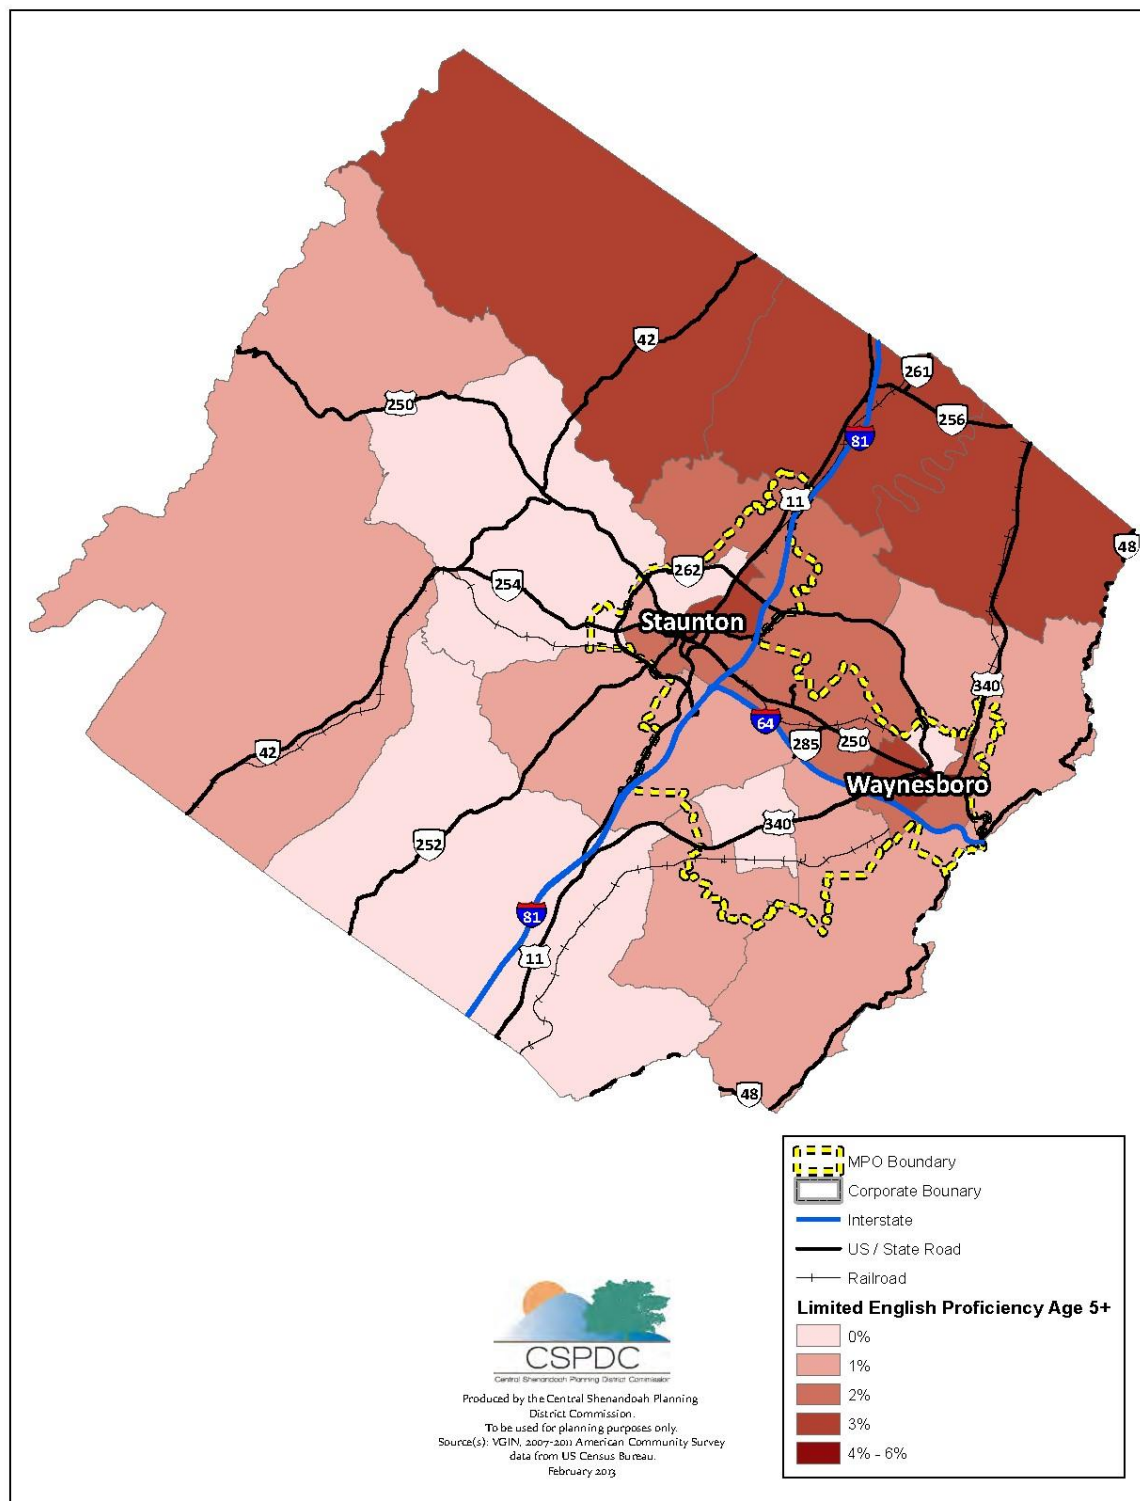 42
261
250
256
81
11
48
262
254
Staunton
340
64
285
250
42
Waynesboro
340
252
81
11
48
MPO Boundary
Corporate Bounary
Interstate
US / State Road
Railroad
Limited English Proficiency Age 5+
0%
1%
2%
3%
4% - 6%
CSPDC
Central Shenandoah Planning District Commission
Produced by the Central Shenandoah Planning
District Commission.
To be used for planning purposes only.
Source(s): VGIN, 2007-2011 American Community Survey
data from US Census Bureau.
February 2013